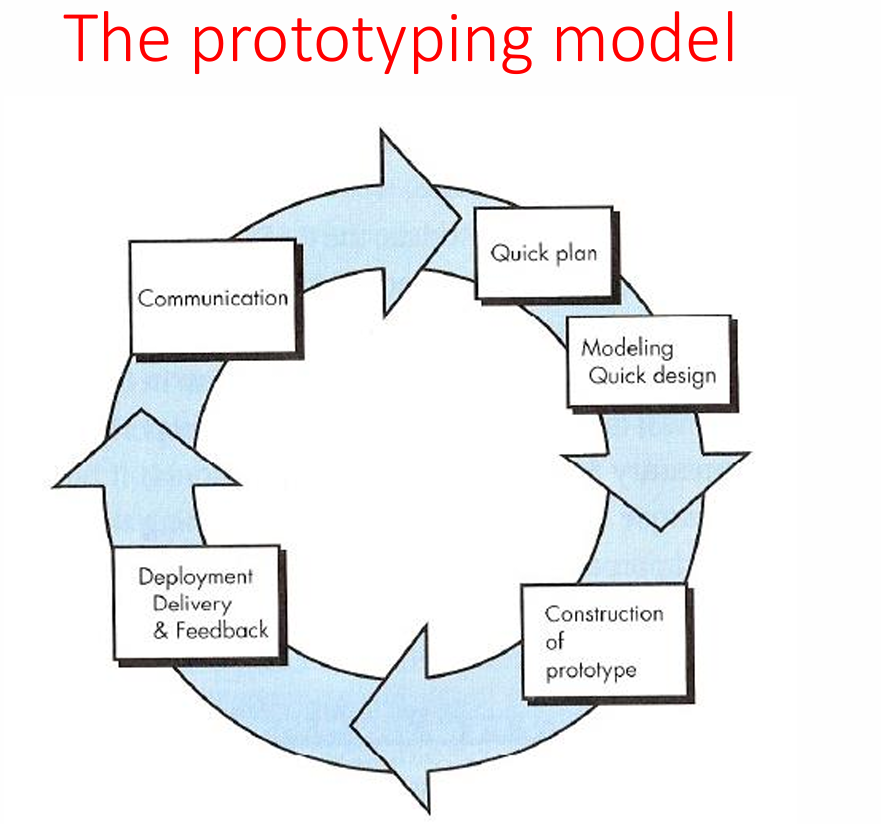 The prototyping model
Communication
Quick plan
Modeling
Quick design
Construction
of
prototype
Deployment
Delivery
& Feedback